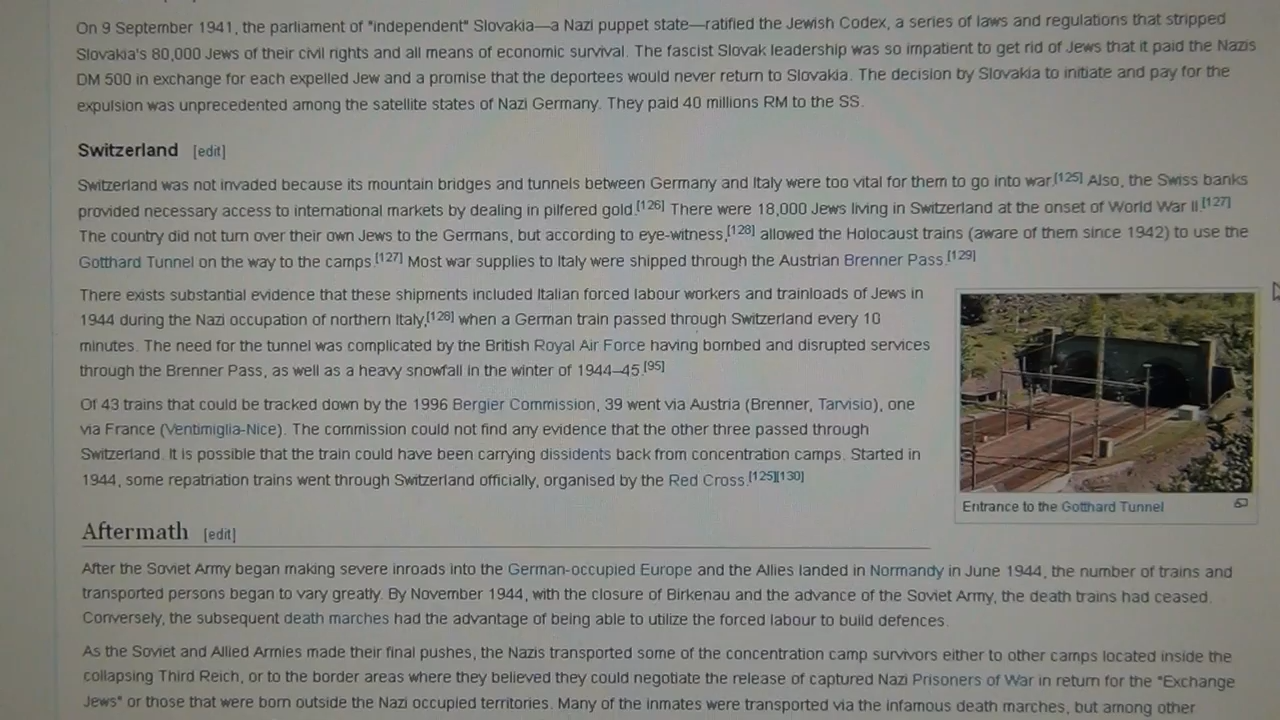 On 9 September 1941, the parliament of "independent" Slovakia—a Nazi puppet state—ratified the Jewish Codex, a series of laws and regulations that stripped
Slovakia's 80,000 Jews of their civil rights and all means of economic survival. The fascist Slovak leadership was so impatient to get rid of Jews that it paid the Nazis
DM 500 in exchange for each expelled Jew and a promise that the deportees would never return to Slovakia. The decision by Slovakia to initiate and pay for the
expulsion was unprecedented among the satellite states of Nazi Germany. They paid 40 millions RM to the SS.
Switzerland [edit]
Switzerland was not invaded because its mountain bridges and tunnels between Germany and Italy were too vital for them to go into war.[125] Also, the Swiss banks
provided necessary access to international markets by dealing in pilfered gold.[126] There were 18,000 Jews living in Switzerland at the onset of World War II.[127]
The country did not turn over their own Jews to the Germans, but according to eye-witness,[128] allowed the Holocaust trains (aware of them since 1942) to use the
Gotthard Tunnel on the way to the camps.[127] Most war supplies to Italy were shipped through the Austrian Brenner Pass.[129]
There exists substantial evidence that these shipments included Italian forced labour workers and trainloads of Jews in
1944 during the Nazi occupation of northern Italy,[128] when a German train passed through Switzerland every 10
minutes. The need for the tunnel was complicated by the British Royal Air Force having bombed and disrupted services
through the Brenner Pass, as well as a heavy snowfall in the winter of 1944–45.[95]
Of 43 trains that could be tracked down by the 1996 Bergier Commission, 39 went via Austria (Brenner, Tarvisio), one
via France (Ventimiglia-Nice). The commission could not find any evidence that the other three passed through
Switzerland. It is possible that the train could have been carrying dissidents back from concentration camps. Started in
1944, some repatriation trains went through Switzerland officially, organised by the Red Cross.[125][130]
Entrance to the Gotthard Tunnel
Aftermath [edit]
After the Soviet Army began making severe inroads into the German-occupied Europe and the Allies landed in Normandy in June 1944, the number of trains and
transported persons began to vary greatly. By November 1944, with the closure of Birkenau and the advance of the Soviet Army, the death trains had ceased.
Conversely, the subsequent death marches had the advantage of being able to utilize the forced labour to build defences.
As the Soviet and Allied Armies made their final pushes, the Nazis transported some of the concentration camp survivors either to other camps located inside the
collapsing Third Reich, or to the border areas where they believed they could negotiate the release of captured Nazi Prisoners of War in return for the "Exchange
Jews" or those that were born outside the Nazi occupied territories. Many of the inmates were transported via the infamous death marches, but among other